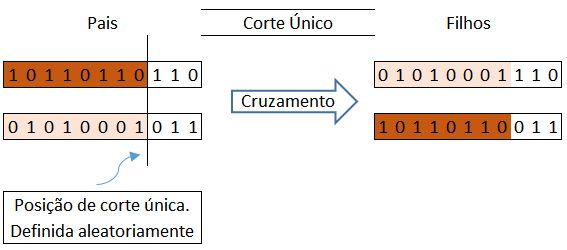 Pais
Corte Único
Filhos
1 0 1 1 0 1 1 0 1 1 0
0 1 0 1 0 0 0 1 1 1 0
Cruzamento
0 1 0 1 0 0 0 1 0 1 1
1 0 1 1 0 1 1 0 0 1 1
Posição de corte única.
Definida aleatoriamente